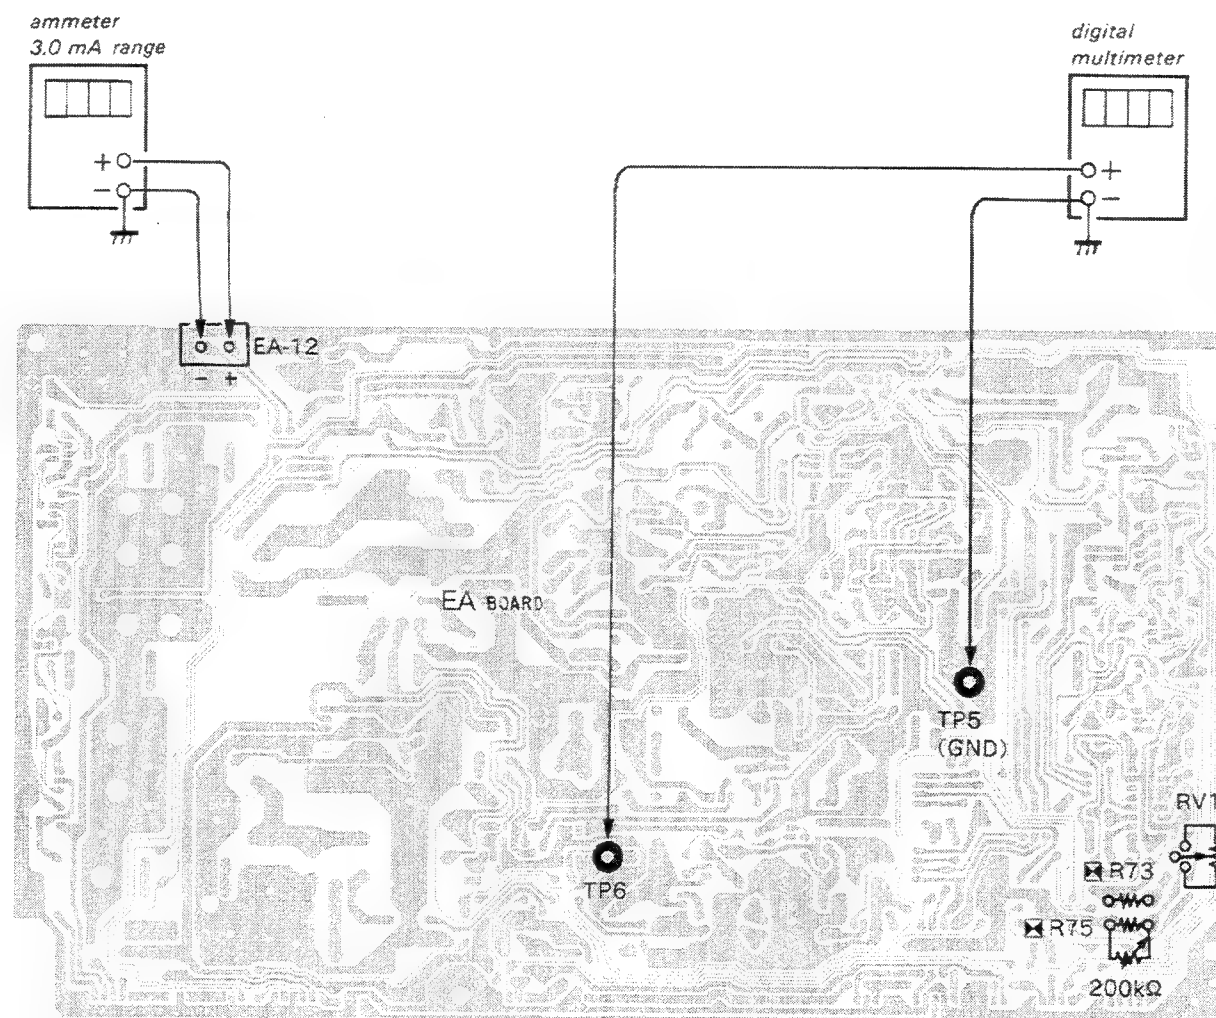 ammeter
3.0 mA range
digital
multimeter
+
−
+
−
EA-12
− +
EA BOARD
TP5
(GND)
RV1
TP6
R73
R75
200kΩ